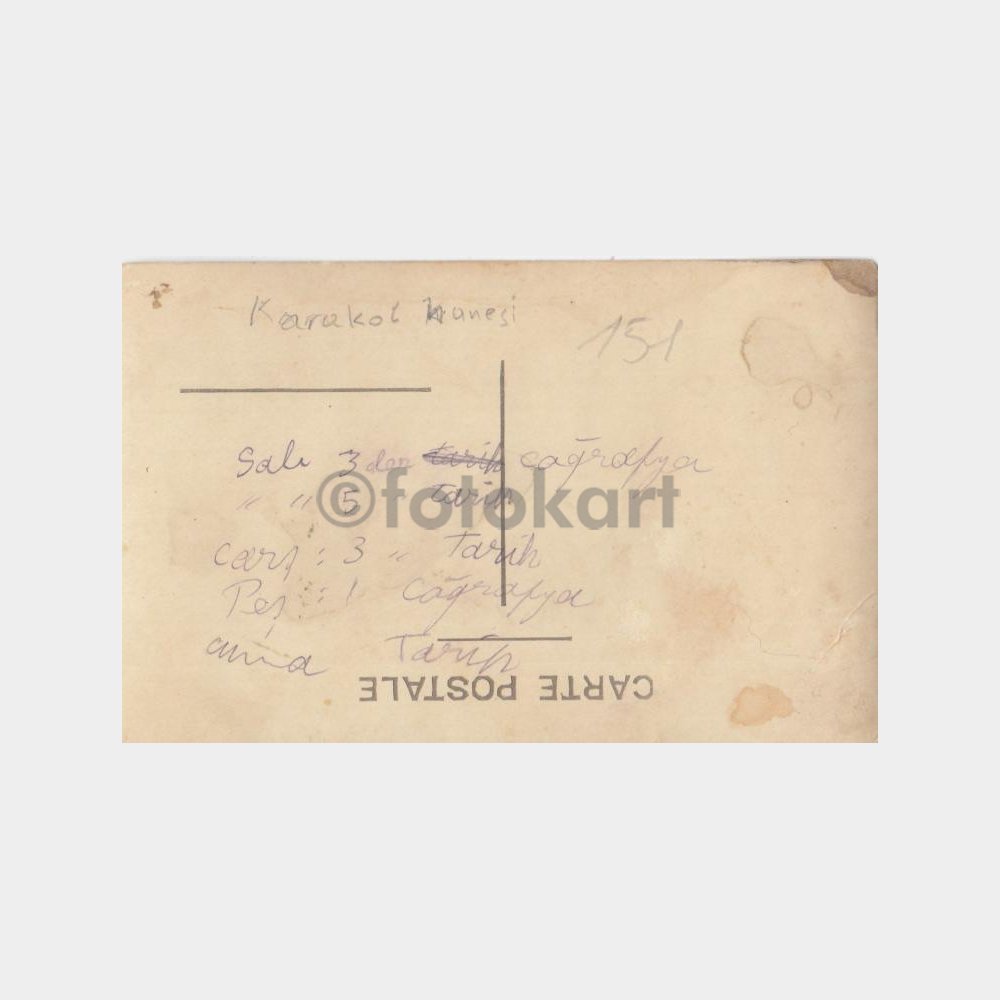 Karakol hanesi
151
Salı 3 den tarih coğrafya
" " 5 Tarih "
©fotokart
Carş : 3 " Tarih
Perş : 1 Coğrafya
cuma Tarih
CARTE POSTALE